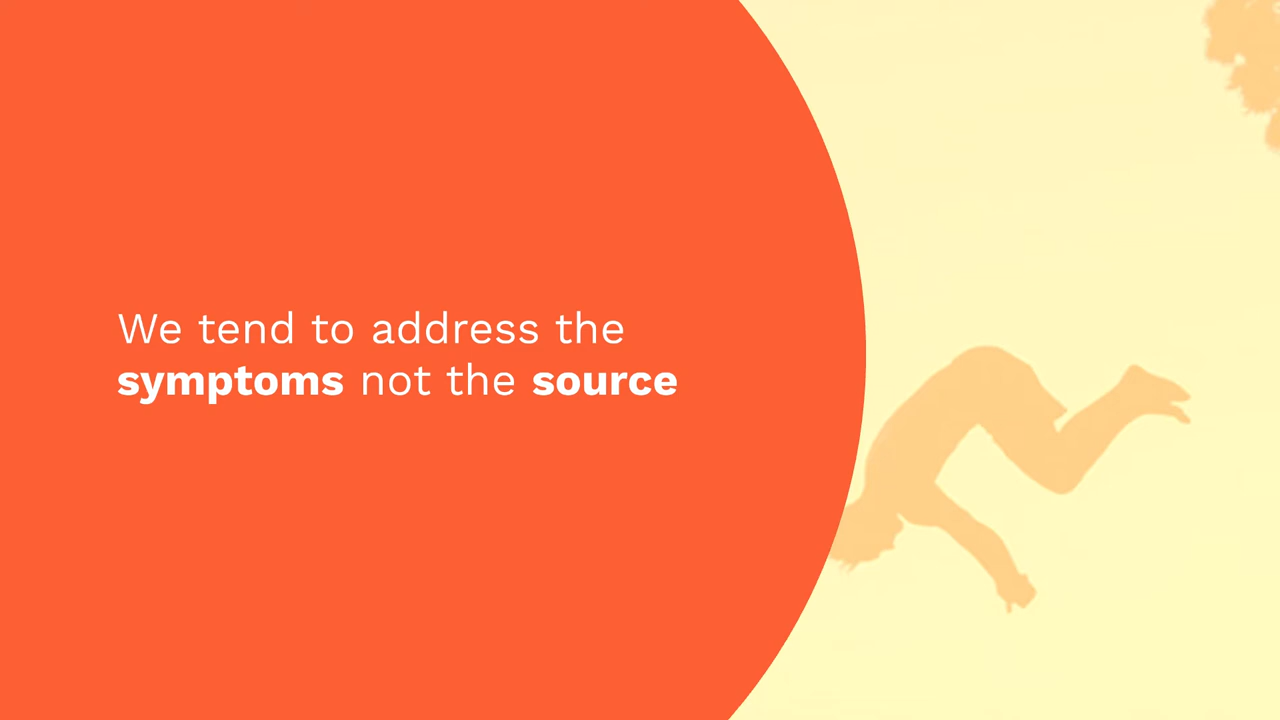 We tend to address the
symptoms not the source